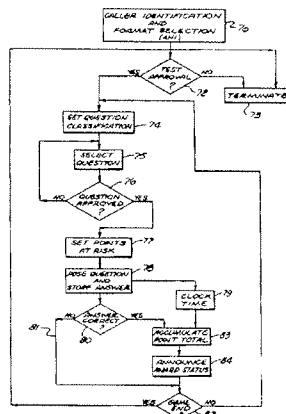 CALLER IDENTIFICATION
AND
FORMAT SELECTION
(ANI)
70
YES
TEST
APPROVAL
?
NO
72
TERMINATE
73
SET QUESTION
CLASSIFICATION
74
SELECT
QUESTION
75
76
NO
QUESTION
APPROVED
?
YES
SET POINTS
AT RISK
77
78
POSE QUESTION
AND
STORE ANSWER
CLOCK
TIME
79
81
NO
ANSWER
CORRECT
?
YES
80
ACCUMULATE
POINT TOTAL
83
ANNOUNCE
AWARD STATUS
84
YES
GAME
END
NO